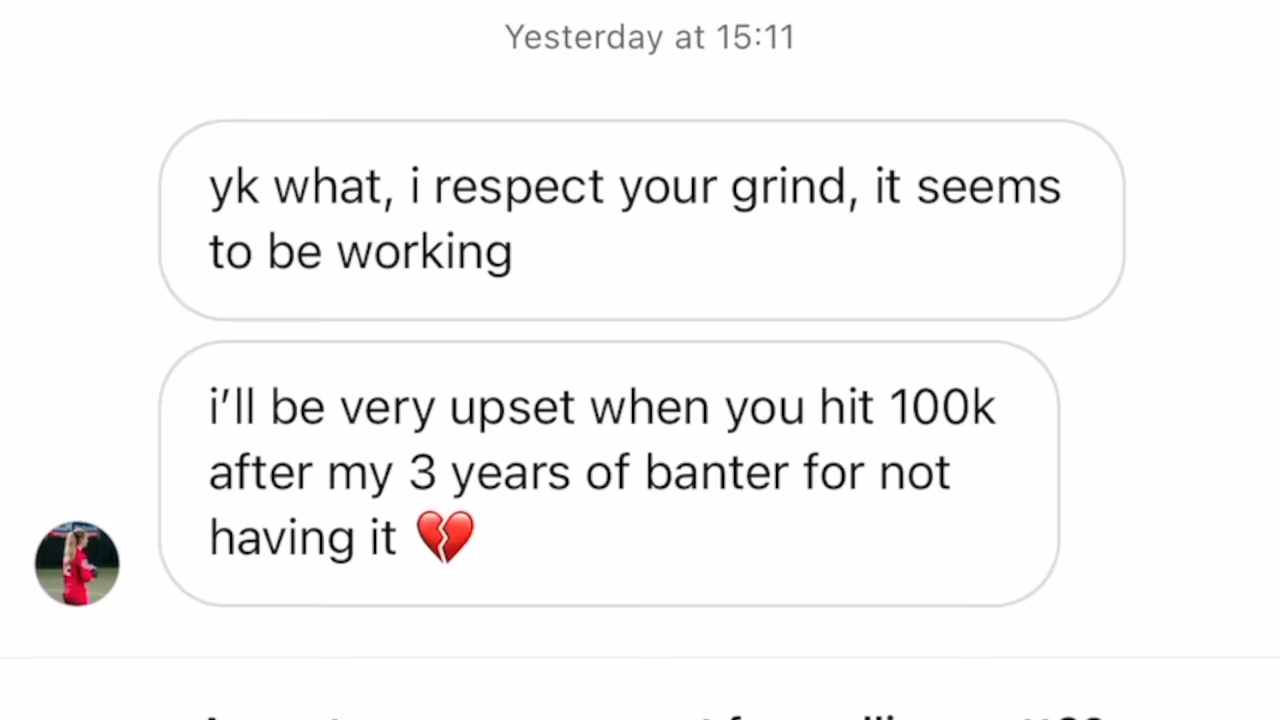 Yesterday at 15:11
yk what, i respect your grind, it seems
to be working
i'll be very upset when you hit 100k
after my 3 years of banter for not
having it 💔